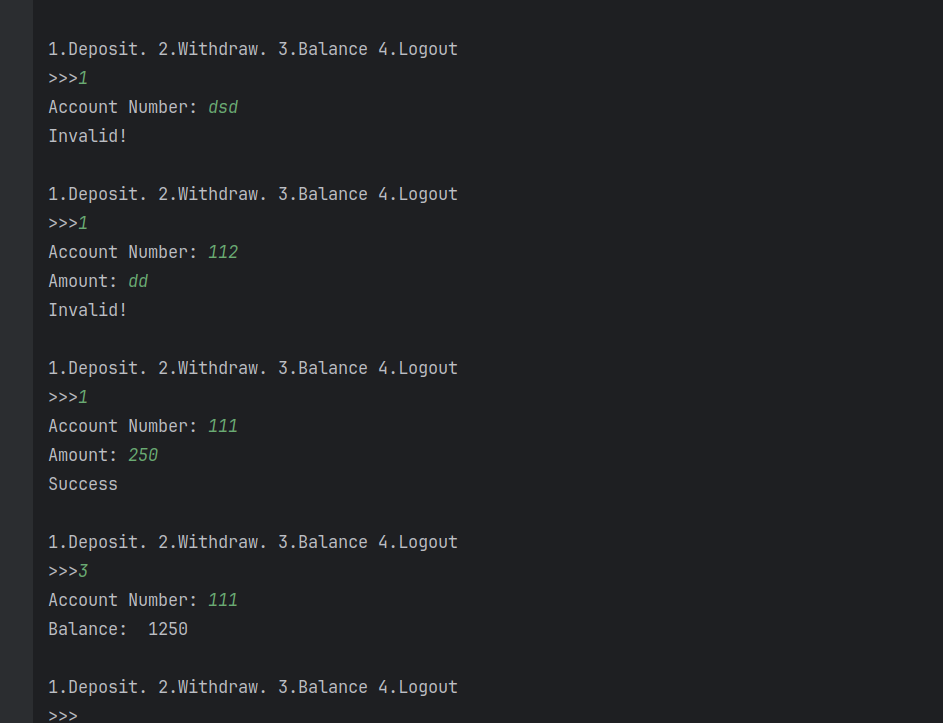 1.Deposit. 2.Withdraw. 3.Balance 4.Logout
>>>1
Account Number: dsd
Invalid!
1.Deposit. 2.Withdraw. 3.Balance 4.Logout
>>>1
Account Number: 112
Amount: dd
Invalid!
1.Deposit. 2.Withdraw. 3.Balance 4.Logout
>>>1
Account Number: 111
Amount: 250
Success
1.Deposit. 2.Withdraw. 3.Balance 4.Logout
>>>3
Account Number: 111
Balance:  1250
1.Deposit. 2.Withdraw. 3.Balance 4.Logout
>>>